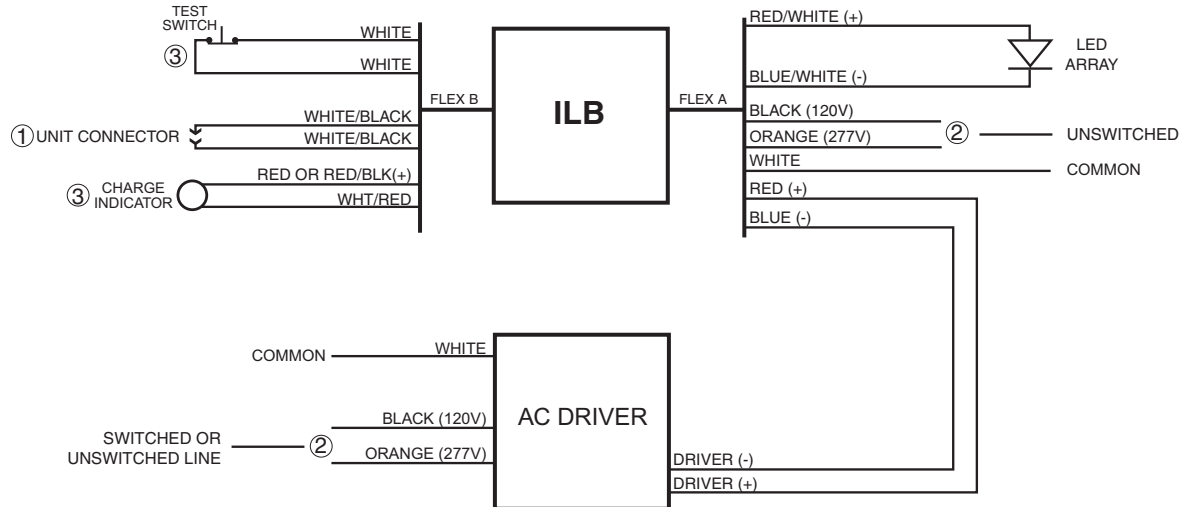 TEST
SWITCH
③
WHITE
WHITE
① UNIT CONNECTOR
WHITE/BLACK
WHITE/BLACK
③ CHARGE
INDICATOR
RED OR RED/BLK(+)
WHT/RED
FLEX B
ILB
FLEX A
RED/WHITE (+)
BLUE/WHITE (-)
LED
ARRAY
BLACK (120V)
ORANGE (277V)
② UNSWITCHED
WHITE
COMMON
RED (+)
BLUE (-)
COMMON
WHITE
BLACK (120V)
ORANGE (277V)
SWITCHED OR
UNSWITCHED LINE
②
AC DRIVER
DRIVER (-)
DRIVER (+)